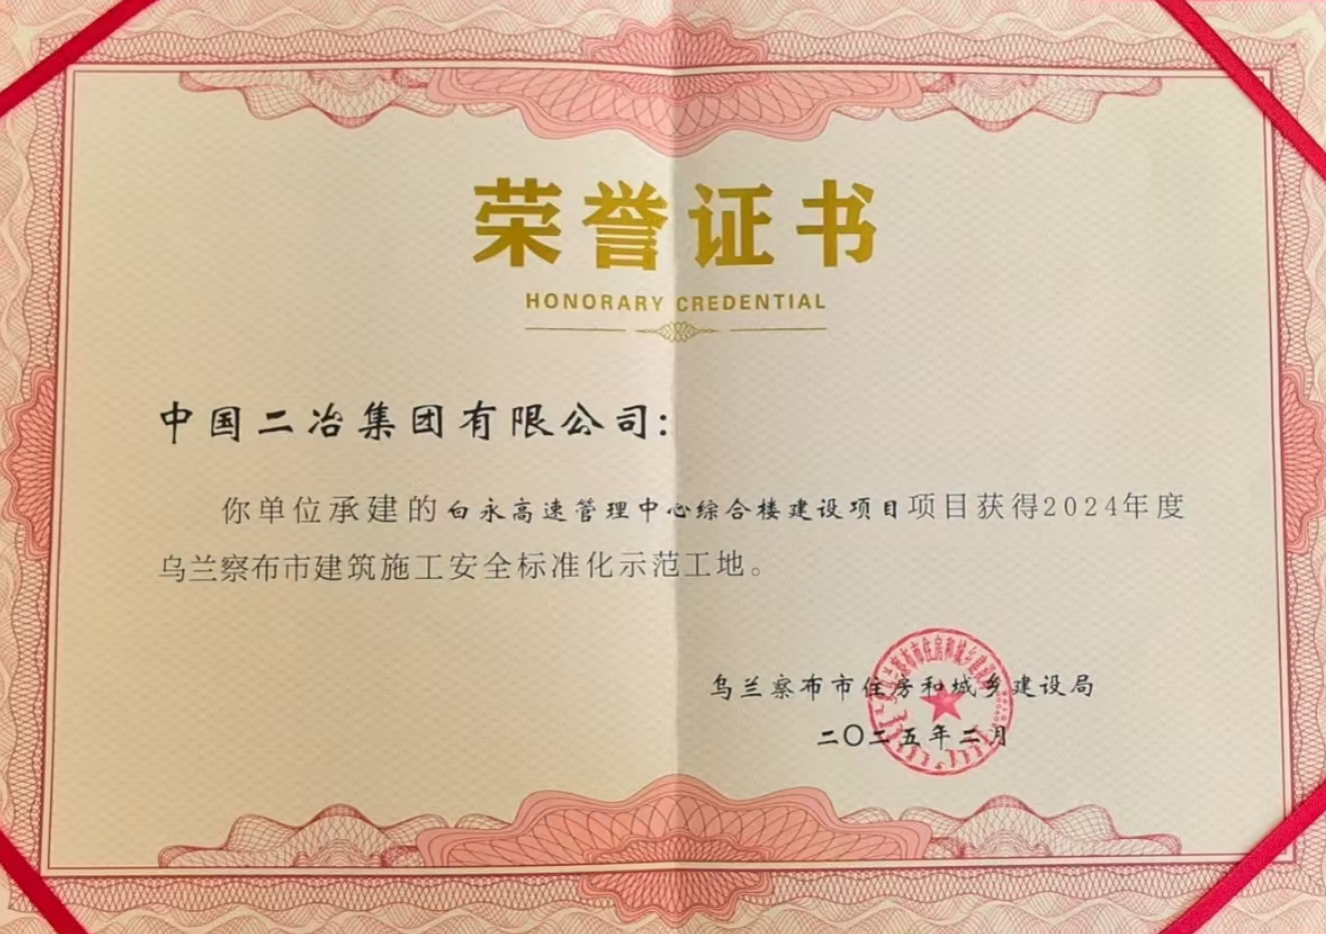 荣誉证书
HONORARY CREDENTIAL
中国二冶集团有限公司：
你单位承建的白永高速管理中心综合楼建设项目项目获得2024年度
乌兰察布市建筑施工安全标准化示范工地。
乌兰察布市住房和城乡建设局
二〇二五年二月